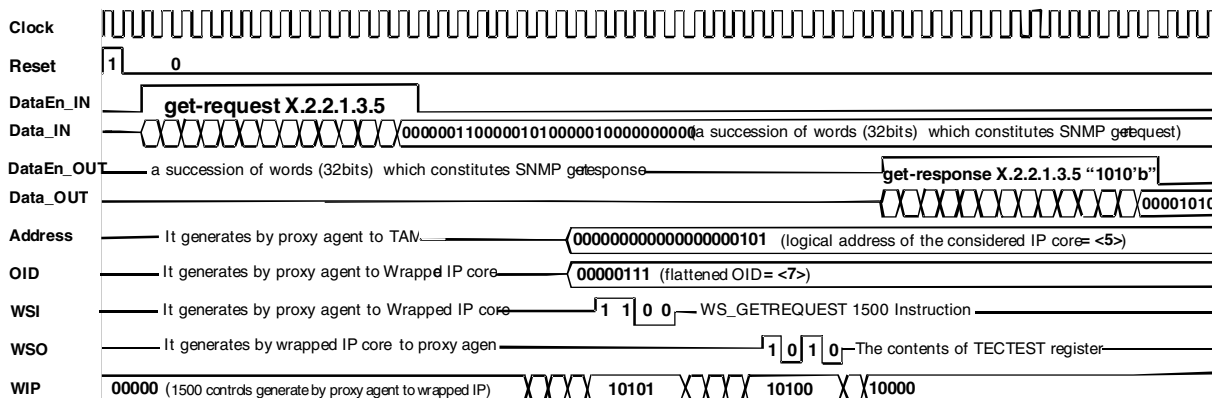 Clock
Reset 1 0
DataEn_IN get-request X.2.2.1.3.5
Data_IN 00000011000001010000010000000000 (a succession of words (32bits) which constitutes SNMP getrequest)
DataEn_OUT a succession of words (32bits) which constitutes SNMP getresponse get-response X.2.2.1.3.5 “1010’b”
Data_OUT 00001010
Address It generates by proxy agent to TAM 000000000000000000101 (logical address of the considered IP core= <5>)
OID It generates by proxy agent to Wrapped IP core 00000111 (flattened OID= <7>)
WSI It generates by proxy agent to Wrapped IP core 1 1 0 0 WS_GETREQUEST 1500 Instruction
WSO It generates by wrapped IP core to proxy agen 1 0 1 0 The contents of TECTEST register
WIP 00000 (1500 controls generate by proxy agent to wrapped IP) 10101 10100 10000